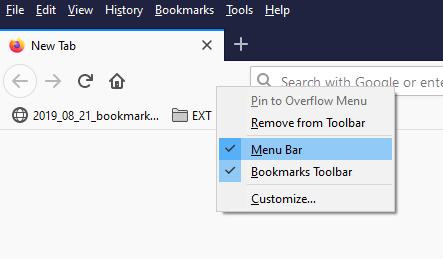 File Edit View History Bookmarks Tools Help
New Tab
Search with Google or ente
2019_08_21_bookmark... EXT
Pin to Overflow Menu
Remove from Toolbar
Menu Bar
Bookmarks Toolbar
Customize...